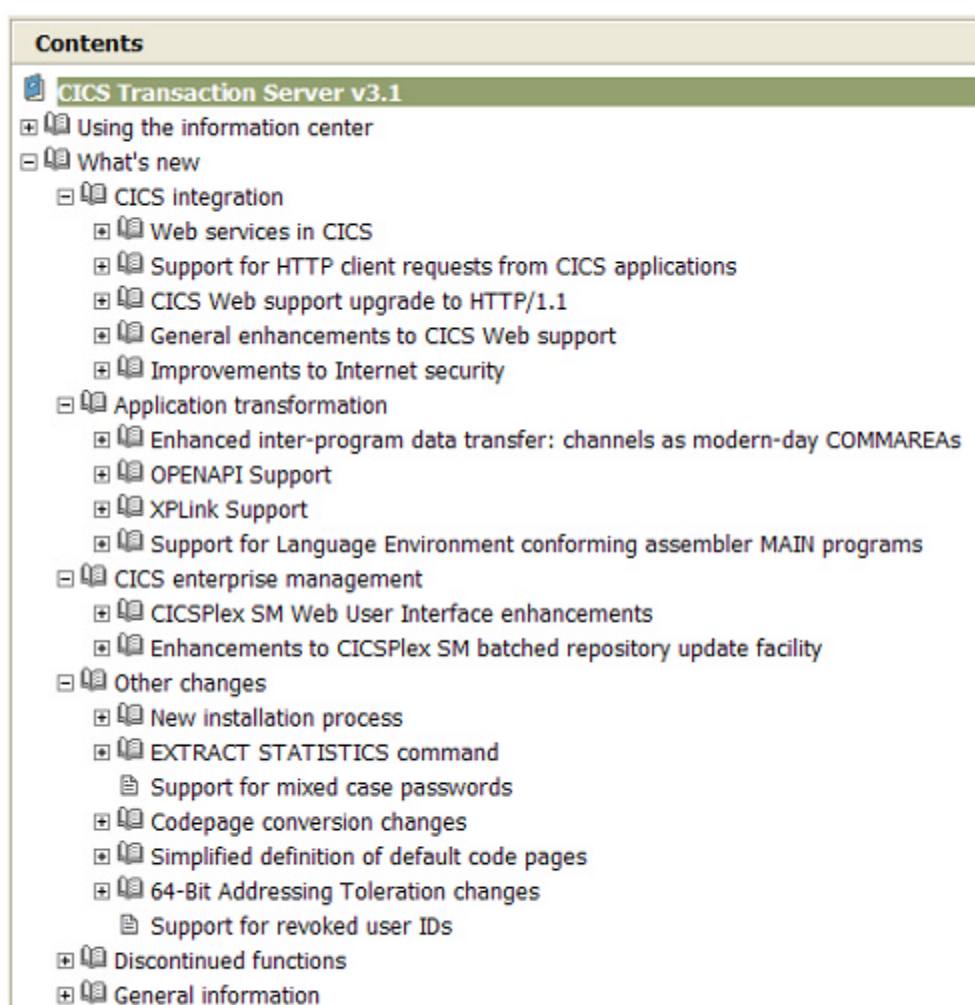 Contents
CICS Transaction Server v3.1
Using the information center
What's new
CICS integration
Web services in CICS
Support for HTTP client requests from CICS applications
CICS Web support upgrade to HTTP/1.1
General enhancements to CICS Web support
Improvements to Internet security
Application transformation
Enhanced inter-program data transfer: channels as modern-day COMMAREAs
OPENAPI Support
XPLink Support
Support for Language Environment conforming assembler MAIN programs
CICS enterprise management
CICSPlex SM Web User Interface enhancements
Enhancements to CICSPlex SM batched repository update facility
Other changes
New installation process
EXTRACT STATISTICS command
Support for mixed case passwords
Codepage conversion changes
Simplified definition of default code pages
64-Bit Addressing Toleration changes
Support for revoked user IDs
Discontinued functions
General information